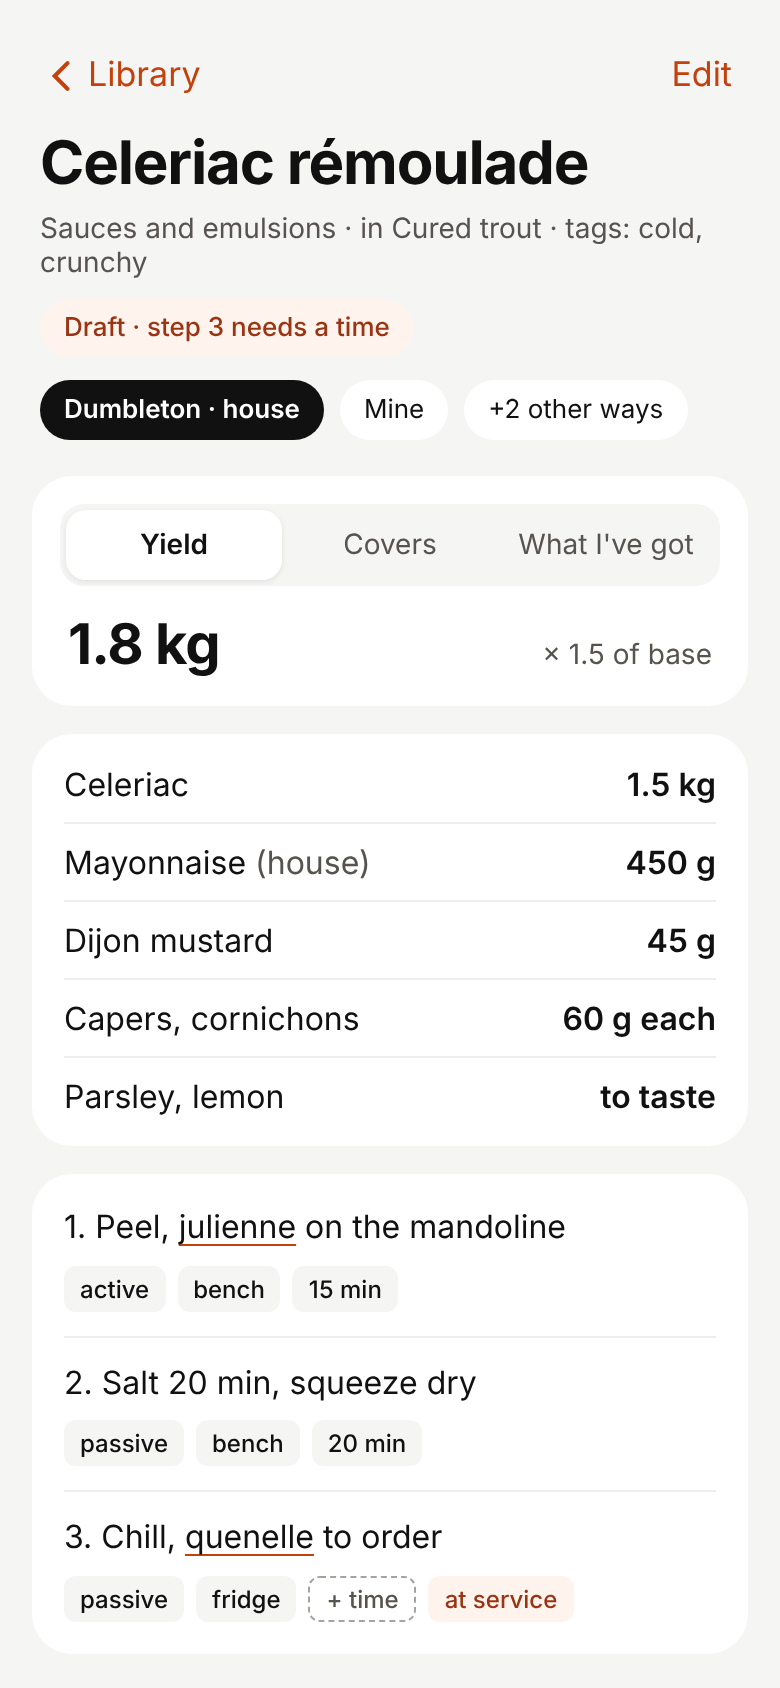 Library
Edit
Celeriac rémoulade
Sauces and emulsions · in Cured trout · tags: cold,
crunchy
Draft · step 3 needs a time
Dumbleton · house
Mine
+2 other ways
Yield
Covers
What I've got
1.8 kg
× 1.5 of base
Celeriac
1.5 kg
Mayonnaise (house)
450 g
Dijon mustard
45 g
Capers, cornichons
60 g each
Parsley, lemon
to taste
1. Peel, julienne on the mandoline
active
bench
15 min
2. Salt 20 min, squeeze dry
passive
bench
20 min
3. Chill, quenelle to order
passive
fridge
+ time
at service